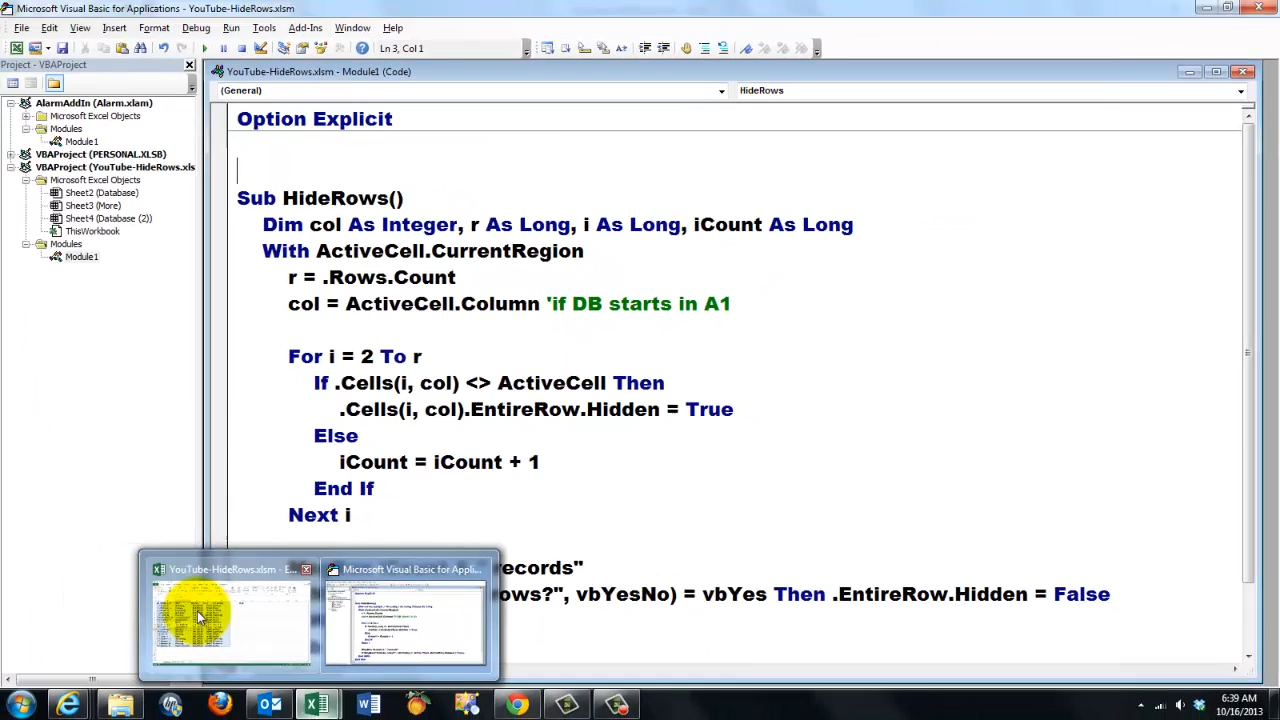 Microsoft Visual Basic for Applications - YouTube-HideRows.xlsm
File Edit View Insert Format Debug Run Tools Add-Ins Window Help
Ln 3, Col 1
Project - VBAProject
YouTube-HideRows.xlsm - Module1 (Code)
(General) HideRows
AlarmAddIn (Alarm.xlam)
Microsoft Excel Objects
Modules
Module1
VBAProject (PERSONAL.XLSB)
VBAProject (YouTube-HideRows.xls
Microsoft Excel Objects
Sheet2 (Database)
Sheet3 (More)
Sheet4 (Database (2))
ThisWorkbook
Modules
Module1
Option Explicit
Sub HideRows()
Dim col As Integer, r As Long, i As Long, iCount As Long
With ActiveCell.CurrentRegion
r = .Rows.Count
col = ActiveCell.Column 'if DB starts in A1
For i = 2 To r
If .Cells(i, col) <> ActiveCell Then
.Cells(i, col).EntireRow.Hidden = True
Else
iCount = iCount + 1
End If
Next i
ecords"
ows?", vbYesNo) = vbYes Then .EntireRow.Hidden = False
YouTube-HideRows.xlsm - E...
Microsoft Visual Basic for Appli...
6:39 AM
10/16/2013